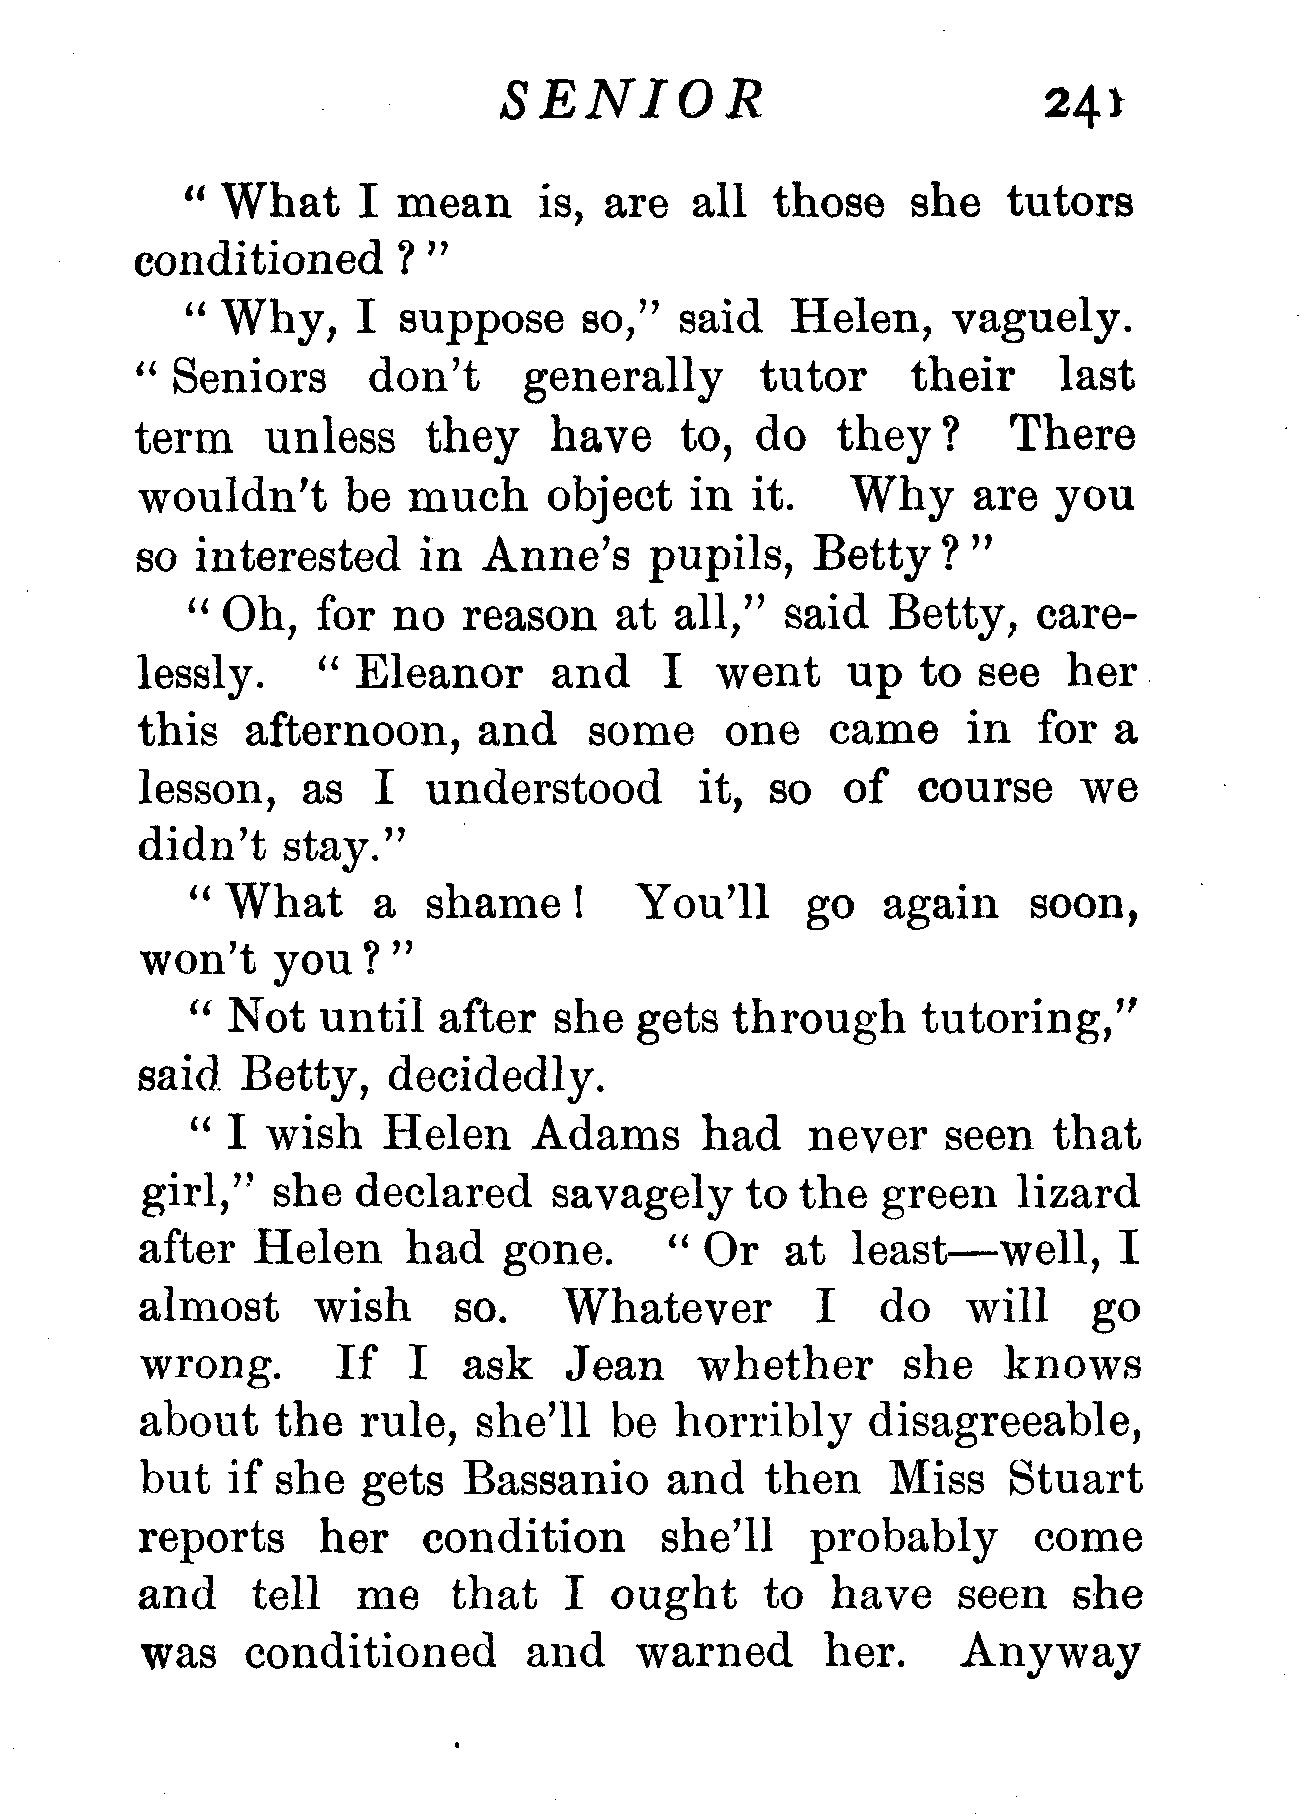 SENIOR 241
“ What I mean is, are all those she tutors
conditioned ? ”
“ Why, I suppose so,” said Helen, vaguely.
“ Seniors don’t generally tutor their last
term unless they have to, do they ? There
wouldn’t be much object in it. Why are you
so interested in Anne’s pupils, Betty ? ”
“ Oh, for no reason at all,” said Betty, care-
lessly. “ Eleanor and I went up to see her
this afternoon, and some one came in for a
lesson, as I understood it, so of course we
didn’t stay.”
“ What a shame ! You’ll go again soon,
won’t you ? ”
“ Not until after she gets through tutoring,”
said Betty, decidedly.
“ I wish Helen Adams had never seen that
girl,” she declared savagely to the green lizard
after Helen had gone. “ Or at least—well, I
almost wish so. Whatever I do will go
wrong. If I ask Jean whether she knows
about the rule, she’ll be horribly disagreeable,
but if she gets Bassanio and then Miss Stuart
reports her condition she’ll probably come
and tell me that I ought to have seen she
was conditioned and warned her. Anyway